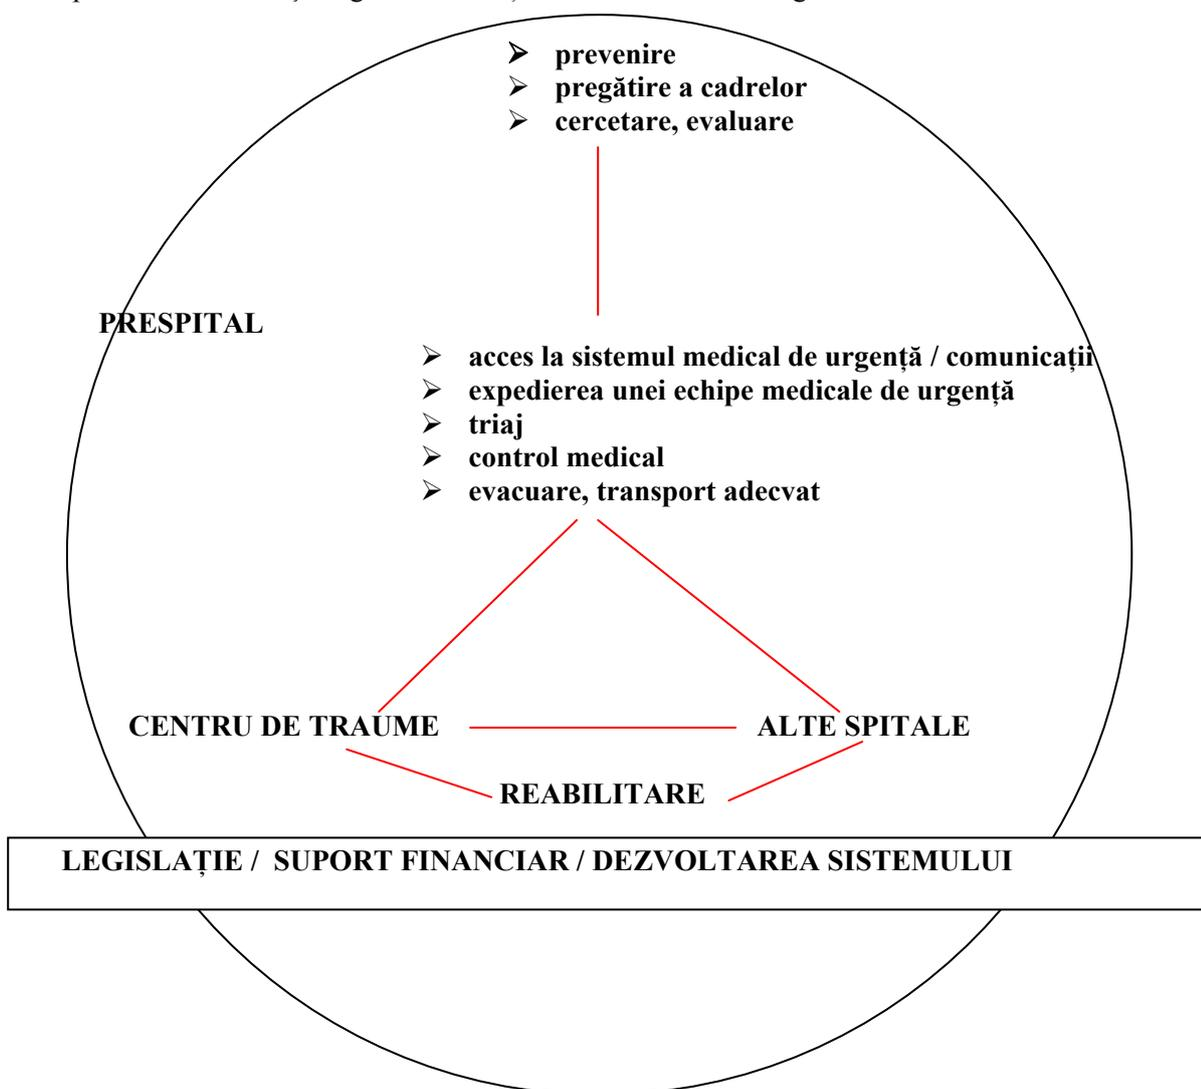 ➢ prevenire
➢ pregătire a cadrelor
➢ cercetare, evaluare
PRESPITAL
➢ acces la sistemul medical de urgență / comunicații
➢ expedierea unei echipe medicale de urgență
➢ triaj
➢ control medical
➢ evacuare, transport adecvat
CENTRU DE TRAUME ALTE SPITALE
REABILITARE
LEGISLAȚIE / SUPORT FINANCIAR / DEZVOLTAREA SISTEMULUI